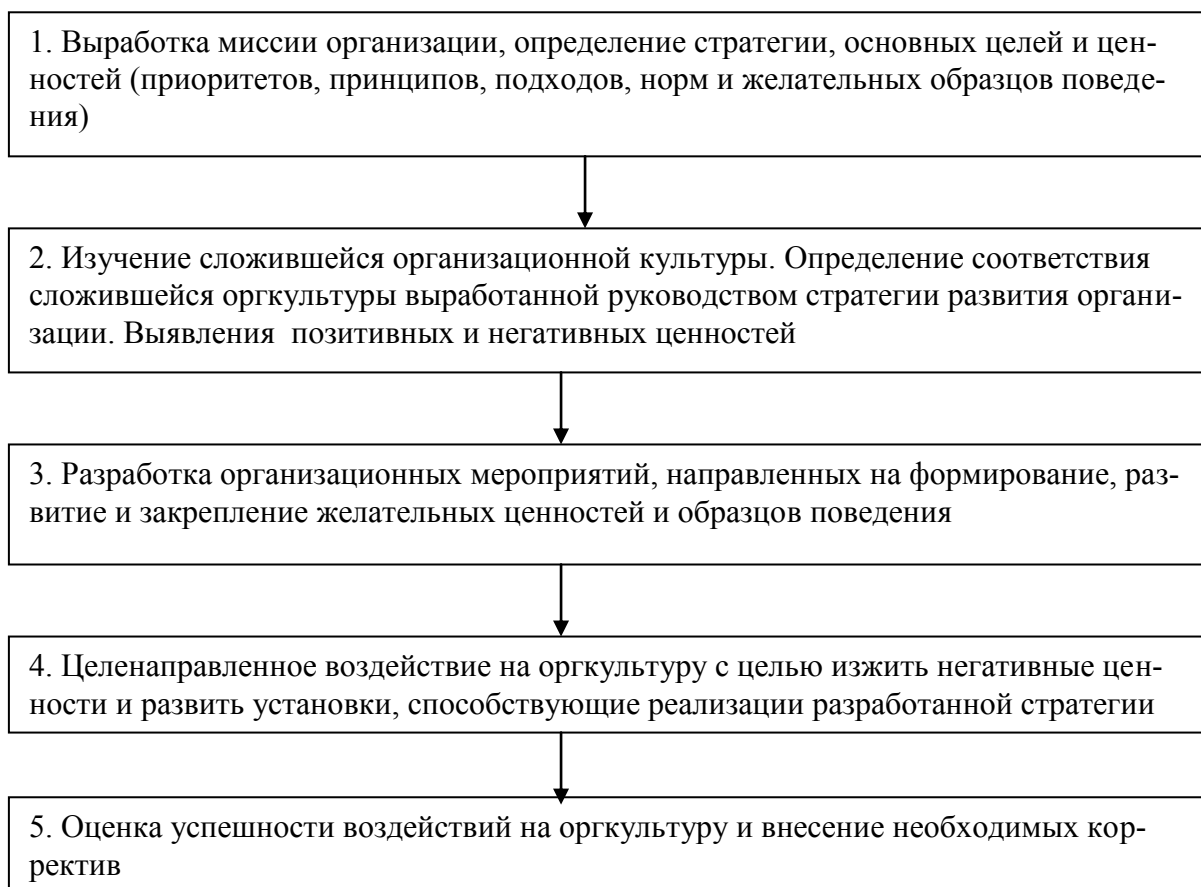 1. Выработка миссии организации, определение стратегии, основных целей и цен-
ностей (приоритетов, принципов, подходов, норм и желательных образцов поведе-
ния)
2. Изучение сложившейся организационной культуры. Определение соответствия
сложившейся оргкультуры выработанной руководством стратегии развития органи-
зации. Выявления  позитивных и негативных ценностей
3. Разработка организационных мероприятий, направленных на формирование, раз-
витие и закрепление желательных ценностей и образцов поведения
4. Целенаправленное воздействие на оргкультуру с целью изжить негативные цен-
ности и развить установки, способствующие реализации разработанной стратегии
5. Оценка успешности воздействий на оргкультуру и внесение необходимых кор-
ректив